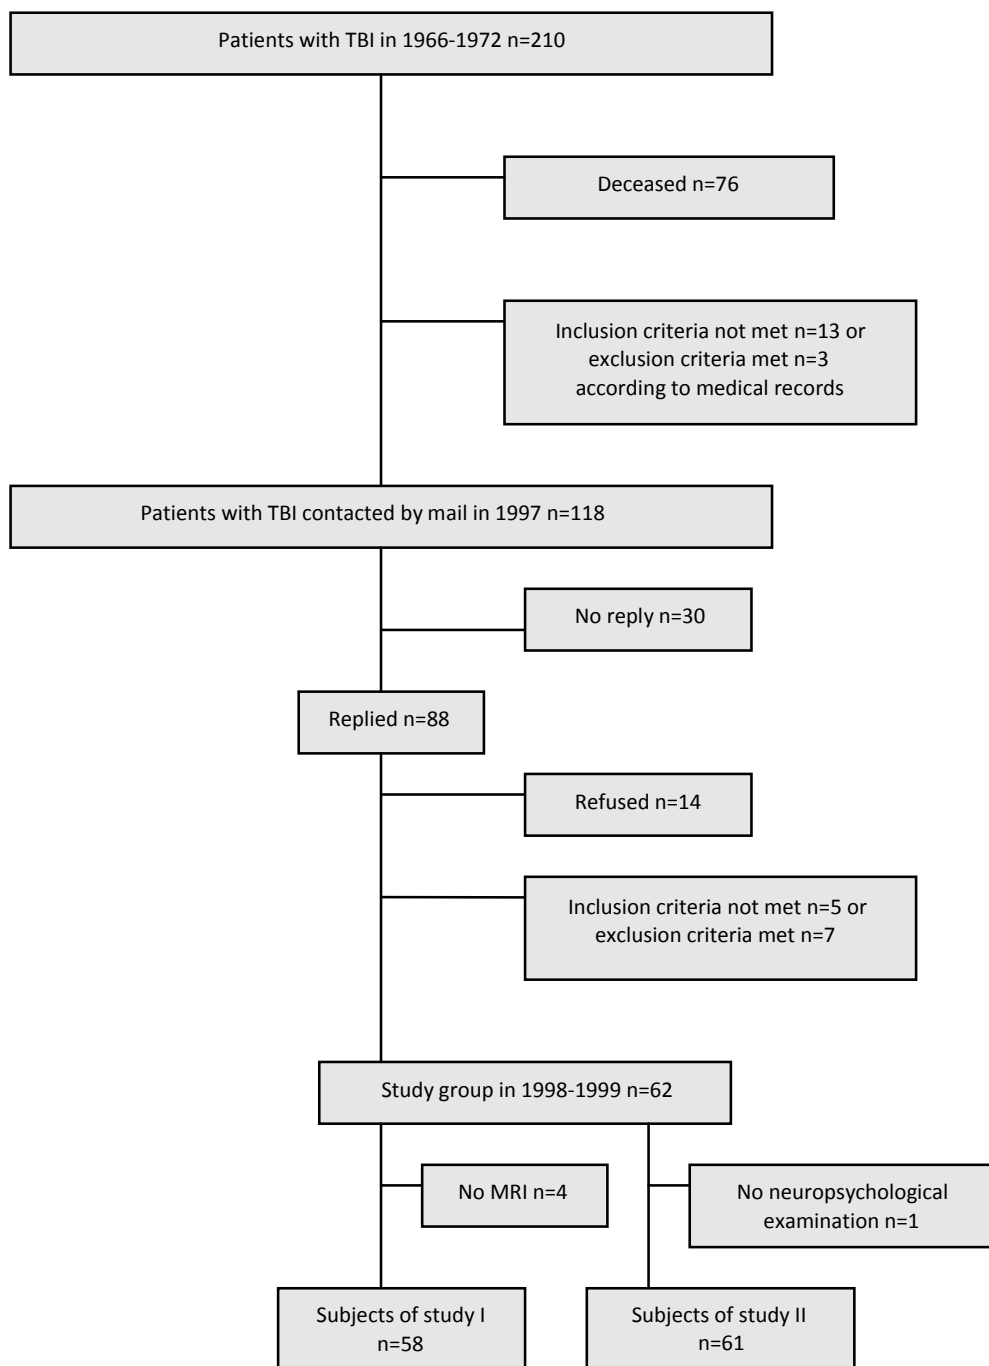 Patients with TBI in 1966-1972 n=210
Deceased n=76
Inclusion criteria not met n=13 or
exclusion criteria met n=3
according to medical records
Patients with TBI contacted by mail in 1997 n=118
No reply n=30
Replied n=88
Refused n=14
Inclusion criteria not met n=5 or
exclusion criteria met n=7
Study group in 1998-1999 n=62
No MRI n=4
No neuropsychological
examination n=1
Subjects of study I
n=58
Subjects of study II
n=61